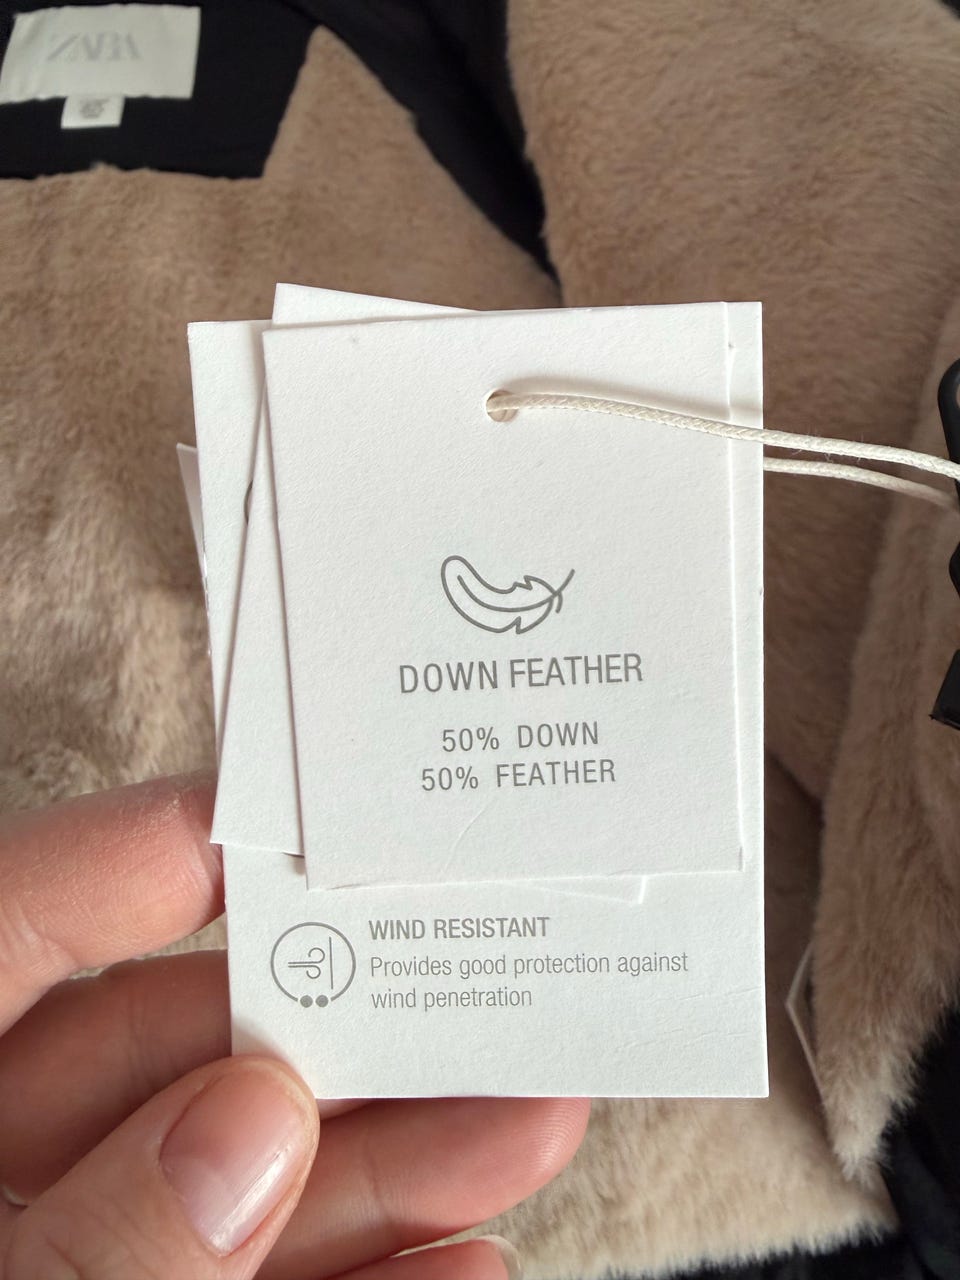 ZARA
DOWN FEATHER
50% DOWN
50% FEATHER
WIND RESISTANT
Provides good protection against
wind penetration